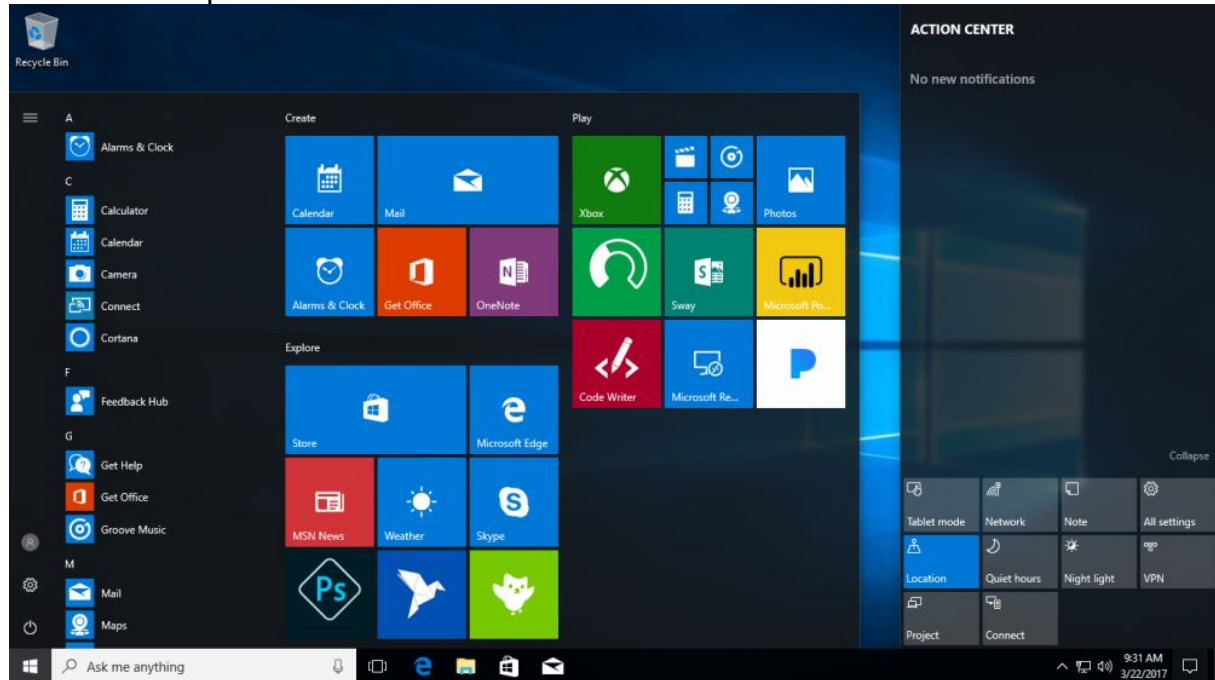 Recycle Bin
A
Alarms & Clock
C
Calculator
Calendar
Camera
Connect
Cortana
F
Feedback Hub
G
Get Help
Get Office
Groove Music
M
Mail
Maps
Create
Calendar
Mail
Alarms & Clock
Get Office
OneNote
Explore
Store
Microsoft Edge
MSN News
Weather
Skype
Ps
Play
Xbox
Photos
Sway
Microsoft Po...
Code Writer
Microsoft Re...
ACTION CENTER
No new notifications
Collapse
Tablet mode
Network
Note
All settings
Location
Quiet hours
Night light
VPN
Project
Connect
Ask me anything
9:31 AM
3/22/2017